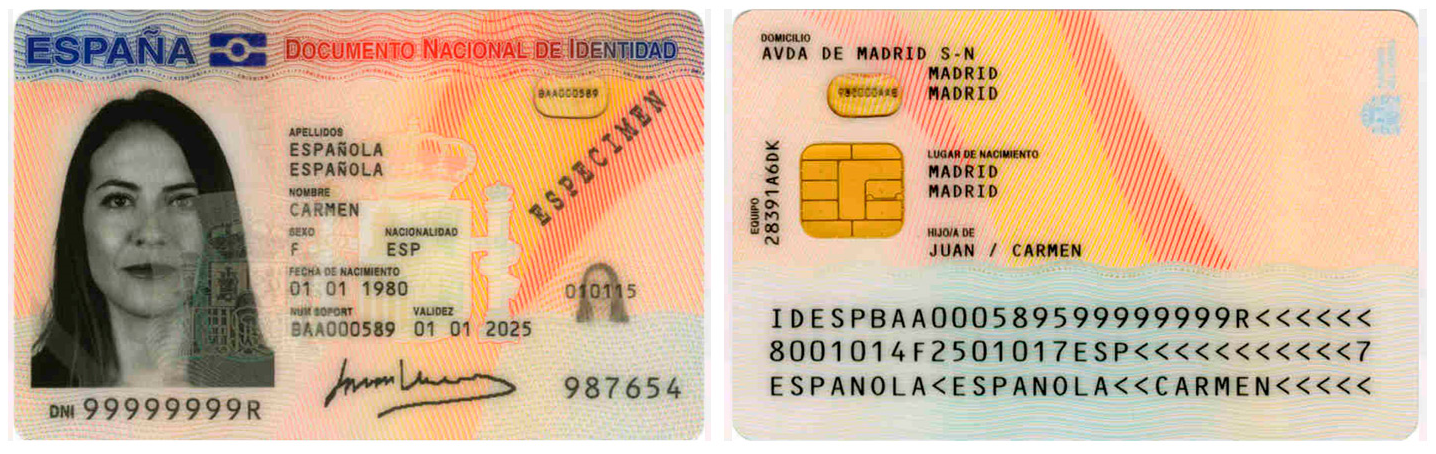 ESPAÑA DOCUMENTO NACIONAL DE IDENTIDAD
BAA000589
ESPECIMEN
APELLIDOS
ESPAÑOLA
ESPAÑOLA
NOMBRE
CARMEN
SEXO NACIONALIDAD
F ESP
FECHA DE NACIMIENTO
01 01 1980
010115
NUM SOPORT VALIDEZ
BAA000589 01 01 2025
987654
DNI 99999999R
DOMICILIO
AVDA DE MADRID S-N
MADRID
MADRID
LUGAR DE NACIMIENTO
MADRID
MADRID
EQUIPO
28391A6DK
HIJO/A DE
JUAN / CARMEN
IDESPBAA000589599999999R<<<<<<
8001014F2501017ESP<<<<<<<<<<<7
ESPANOLA<ESPANOLA<<CARMEN<<<<<